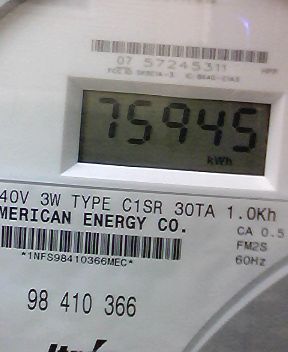 07 57245311
75945
kWh
40V 3W TYPE C1SR 30TA 1.0Kh
MERICAN ENERGY CO.
CA 0.5
FM2S
60Hz
*1NFS98410366MEC*
98 410 366